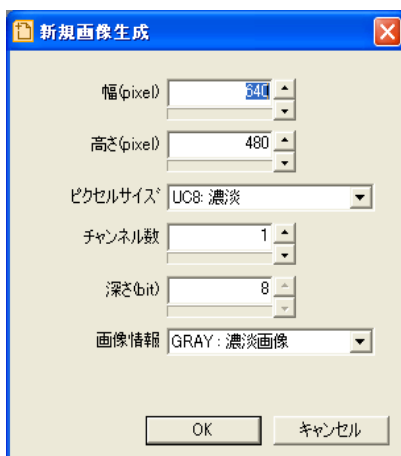 新規画像生成
幅(pixel) 640
高さ(pixel) 480
ピクセルサイズ UC8: 濃淡
チャンネル数 1
深さ(bit) 8
画像情報 GRAY : 濃淡画像
OK キャンセル